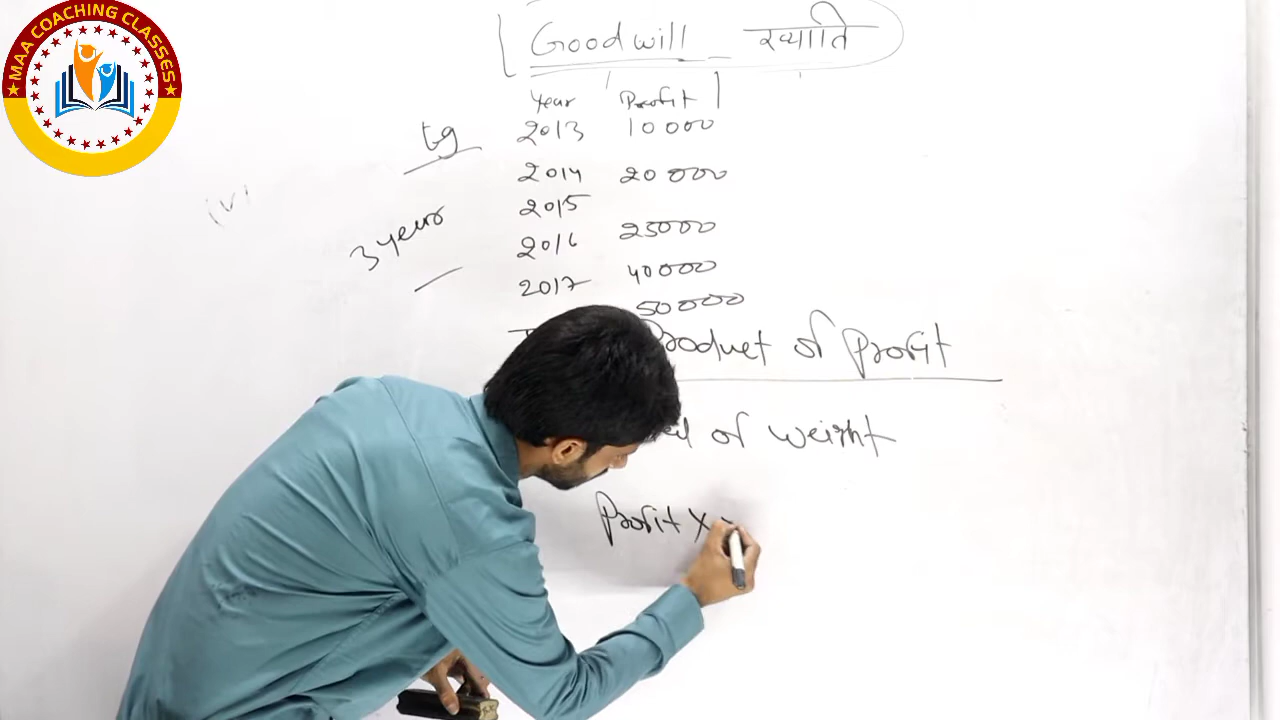 MAA COACHING CLASSES
Goodwill ख्याति
Year Profit
2013 10000
2014 20000
2015
25000
2016
40000
2017
50000
3 year
Product of Profit
of weight
Profit X